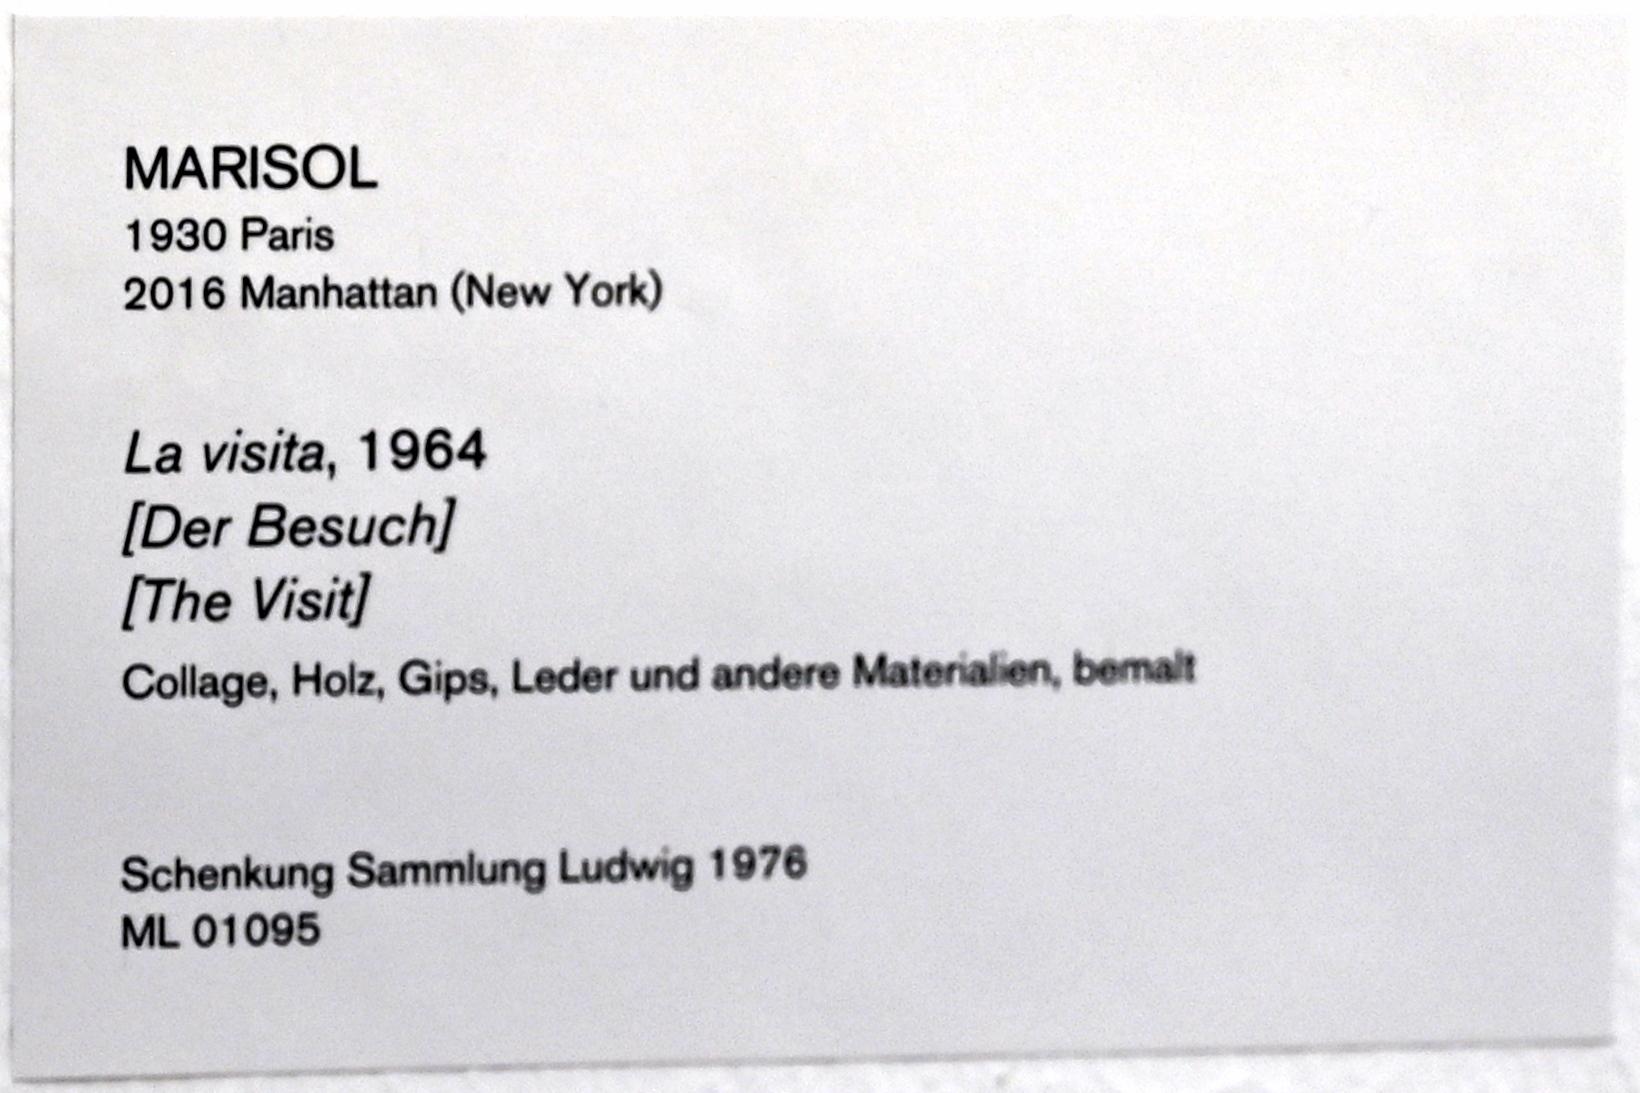 MARISOL
1930 Paris
2016 Manhattan (New York)
La visita, 1964
[Der Besuch]
[The Visit]
Collage, Holz, Gips, Leder und andere Materialien, bemalt
Schenkung Sammlung Ludwig 1976
ML 01095